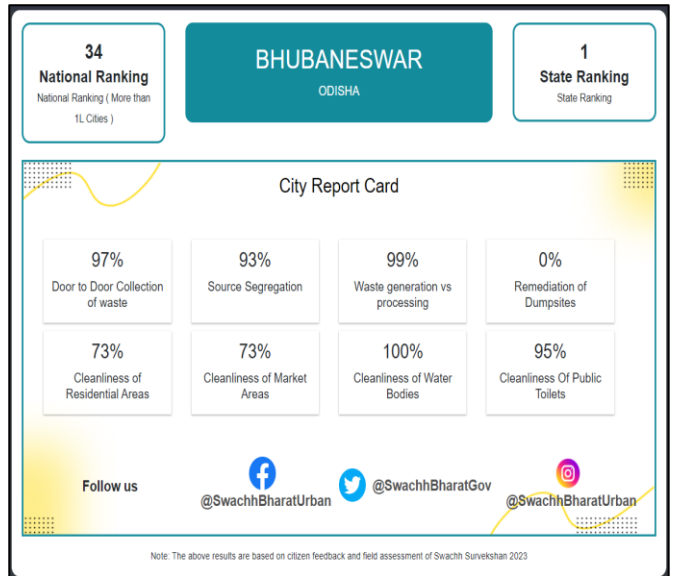 34
National Ranking
National Ranking ( More than
1L Cities )
BHUBANESWAR
ODISHA
1
State Ranking
State Ranking
City Report Card
97%
Door to Door Collection
of waste
93%
Source Segregation
99%
Waste generation vs
processing
0%
Remediation of
Dumpsites
73%
Cleanliness of
Residential Areas
73%
Cleanliness of Market
Areas
100%
Cleanliness of Water
Bodies
95%
Cleanliness Of Public
Toilets
Follow us
@SwachhBharatUrban
@SwachhBharatGov
@SwachhBharatUrban
Note: The above results are based on citizen feedback and field assessment of Swachh Survekshan 2023